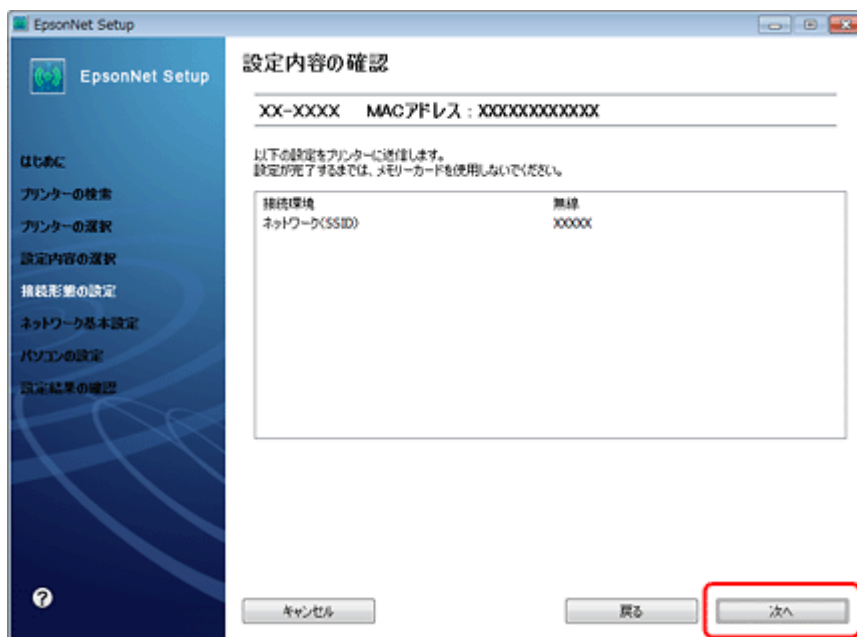 EpsonNet Setup
EpsonNet Setup
はじめに
プリンターの検索
プリンターの選択
設定内容の選択
接続形態の設定
ネットワーク基本設定
パソコンの設定
設定結果の確認
設定内容の確認
XX-XXXX MACアドレス : XXXXXXXXXXXX
以下の設定をプリンターに送信します。
設定が完了するまでは、メモリーカードを使用しないでください。
接続環境 無線
ネットワーク(SSID) XXXXX
? キャンセル 戻る 次へ